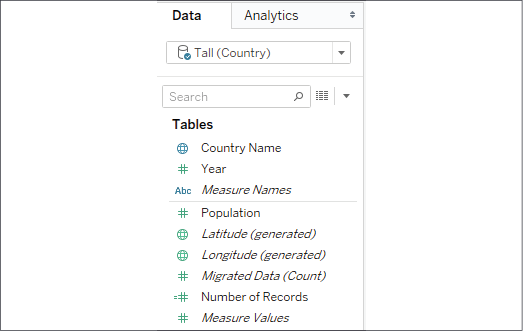 Data Analytics
Tall (Country)
Search
Tables
Country Name
# Year
Abc Measure Names
# Population
Latitude (generated)
Longitude (generated)
# Migrated Data (Count)
=# Number of Records
# Measure Values